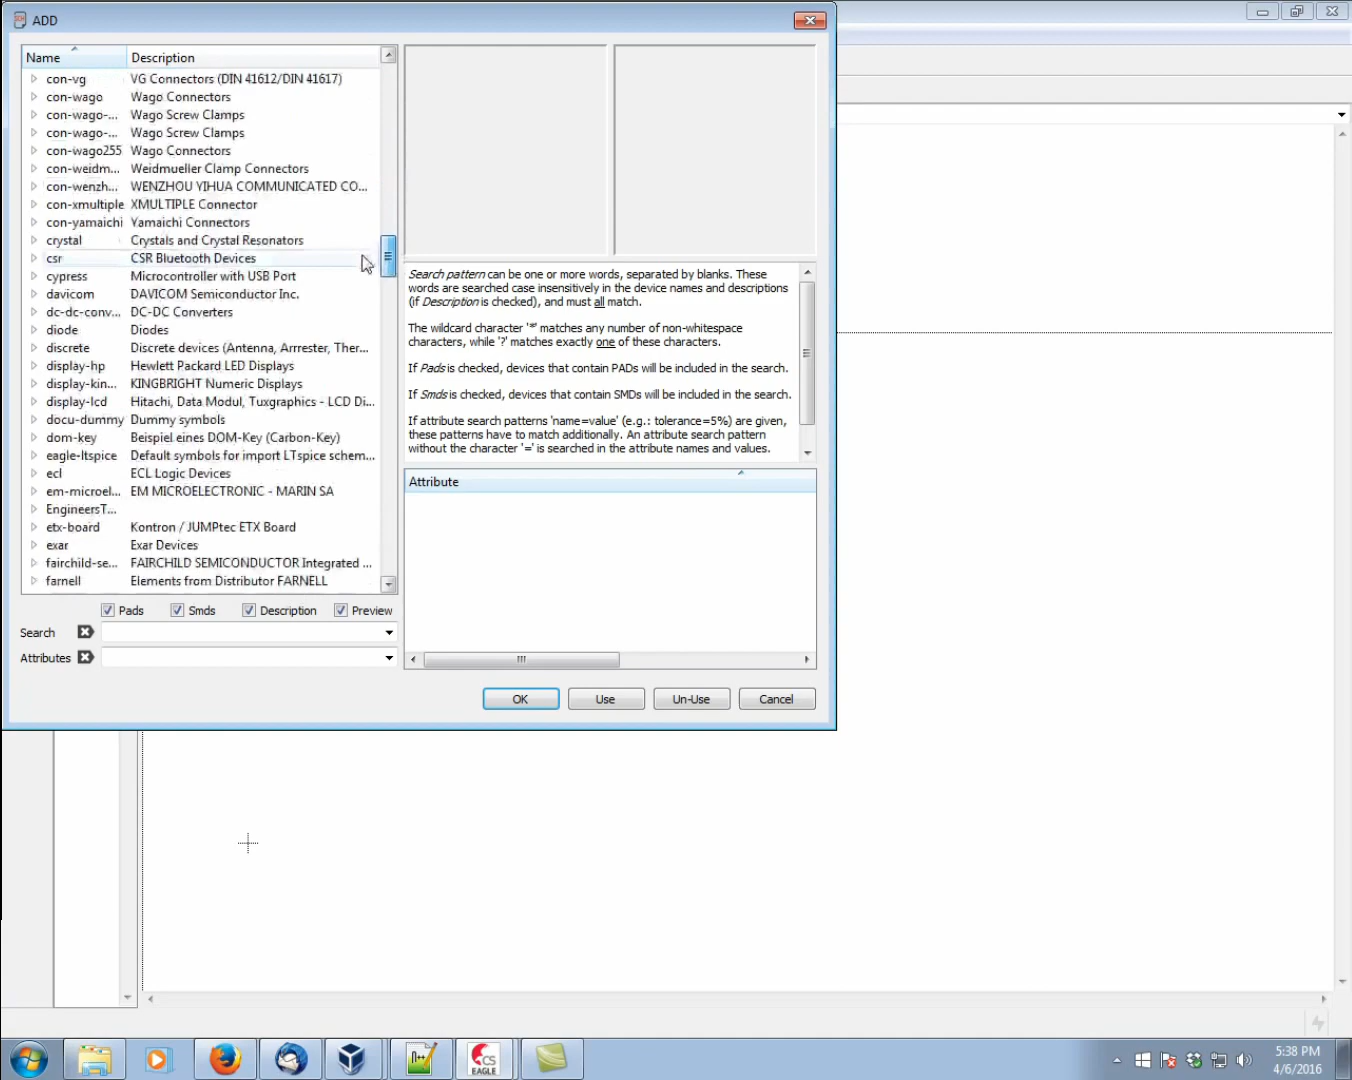 ADD
Name Description
con-vg VG Connectors (DIN 41612/DIN 41617)
con-wago Wago Connectors
con-wago-... Wago Screw Clamps
con-wago-... Wago Screw Clamps
con-wago255 Wago Connectors
con-weidm... Weidmueller Clamp Connectors
con-wenzh... WENZHOU YIHUA COMMUNICATED CO...
con-xmultiple XMULTIPLE Connector
con-yamaichi Yamaichi Connectors
crystal Crystals and Crystal Resonators
csr CSR Bluetooth Devices
cypress Microcontroller with USB Port
davicom DAVICOM Semiconductor Inc.
dc-dc-conv... DC-DC Converters
diode Diodes
discrete Discrete devices (Antenna, Arrrester, Ther...
display-hp Hewlett Packard LED Displays
display-kin... KINGBRIGHT Numeric Displays
display-lcd Hitachi, Data Modul, Tuxgraphics - LCD Di...
docu-dummy Dummy symbols
dom-key Beispiel eines DOM-Key (Carbon-Key)
eagle-ltspice Default symbols for import LTspice schem...
ecl ECL Logic Devices
em-microel... EM MICROELECTRONIC - MARIN SA
EngineersT...
etx-board Kontron / JUMPtec ETX Board
exar Exar Devices
fairchild-se... FAIRCHILD SEMICONDUCTOR Integrated ...
farnell Elements from Distributor FARNELL
Pads Smds Description Preview
Search
Attributes
Search pattern can be one or more words, separated by blanks. These
words are searched case insensitively in the device names and descriptions
(if Description is checked), and must all match.
The wildcard character '*' matches any number of non-whitespace
characters, while '?' matches exactly one of these characters.
If Pads is checked, devices that contain PADs will be included in the search.
If Smds is checked, devices that contain SMDs will be included in the search.
If attribute search patterns 'name=value' (e.g.: tolerance=5%) are given,
these patterns have to match additionally. An attribute search pattern
without the character '=' is searched in the attribute names and values.
Attribute
OK Use Un-Use Cancel
CS
EAGLE
5:38 PM
4/6/2016